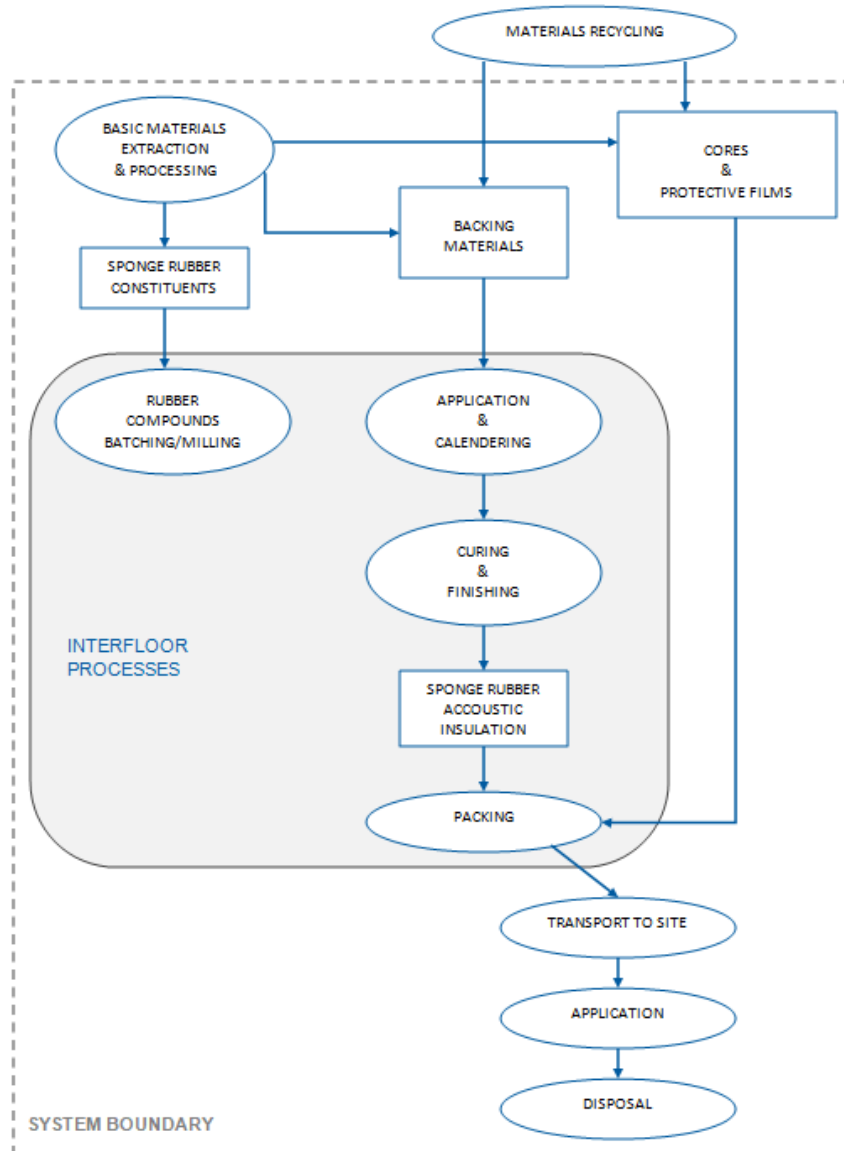 MATERIALS RECYCLING
BASIC MATERIALS
EXTRACTION
& PROCESSING
CORES
&
PROTECTIVE FILMS
BACKING
MATERIALS
SPONGE RUBBER
CONSTITUENTS
RUBBER
COMPOUNDS
BATCHING/MILLING
APPLICATION
&
CALENDERING
CURING
&
FINISHING
INTERFLOOR
PROCESSES
SPONGE RUBBER
ACCOUSTIC
INSULATION
PACKING
TRANSPORT TO SITE
APPLICATION
DISPOSAL
SYSTEM BOUNDARY